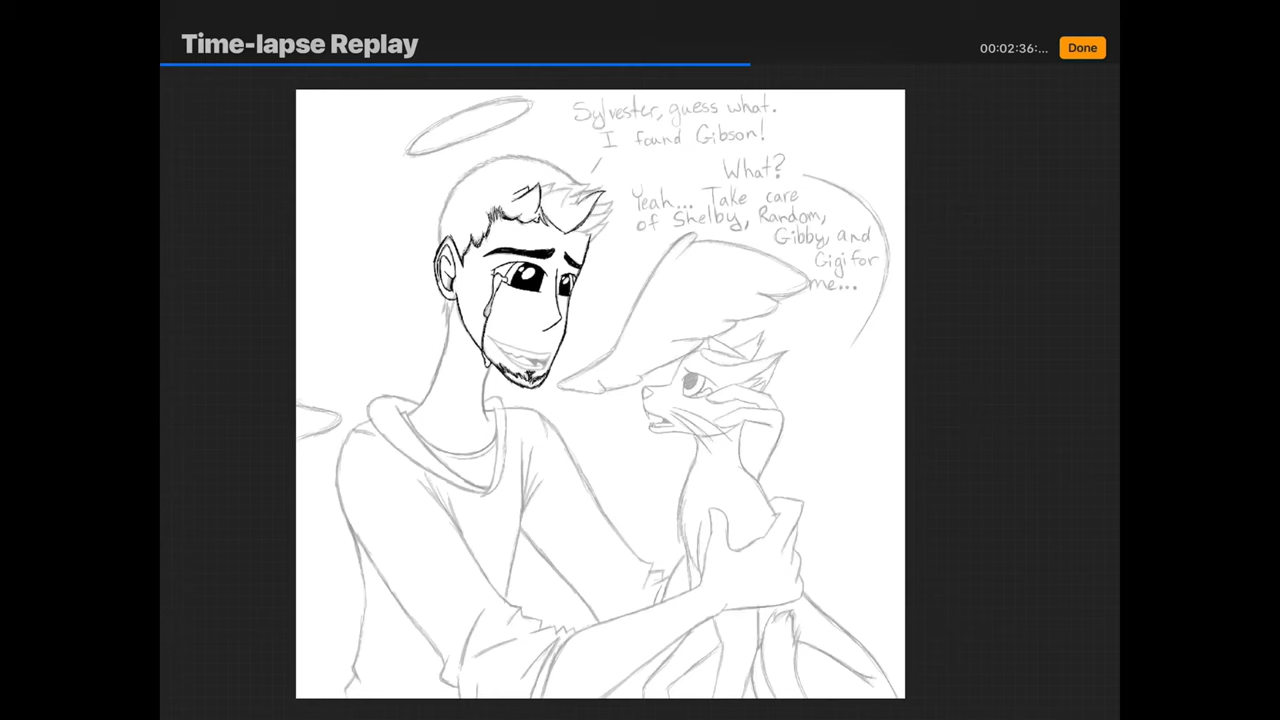 Time-lapse Replay
00:02:36:...
Done
Sylvester, guess what.
I found Gibson!
What?
Yeah... Take care
of Shelby, Random,
Gibby, and
Gigi for
me...